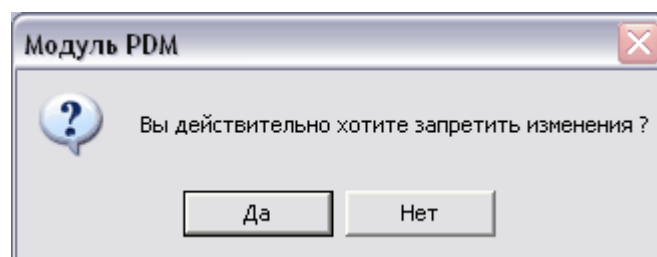 Модуль PDM
Вы действительно хотите запретить изменения ?
Да
Нет